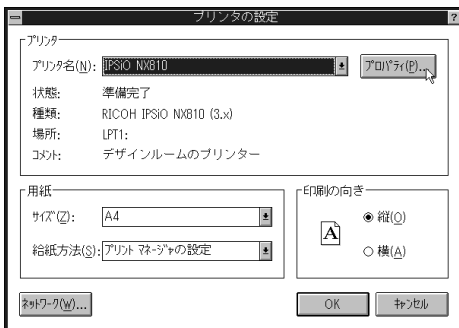 プリンタの設定
?
プリンタ
プリンタ名(N): IPSiO NX810 プロパティ(P)...
状態: 準備完了
種類: RICOH IPSiO NX810 (3.x)
場所: LPT1:
コメント: デザインルームのプリンター
用紙
サイズ(Z): A4
給紙方法(S): プリント マネージャの設定
印刷の向き
A
縦(O)
横(A)
ネットワーク(W)...
OK
キャンセル